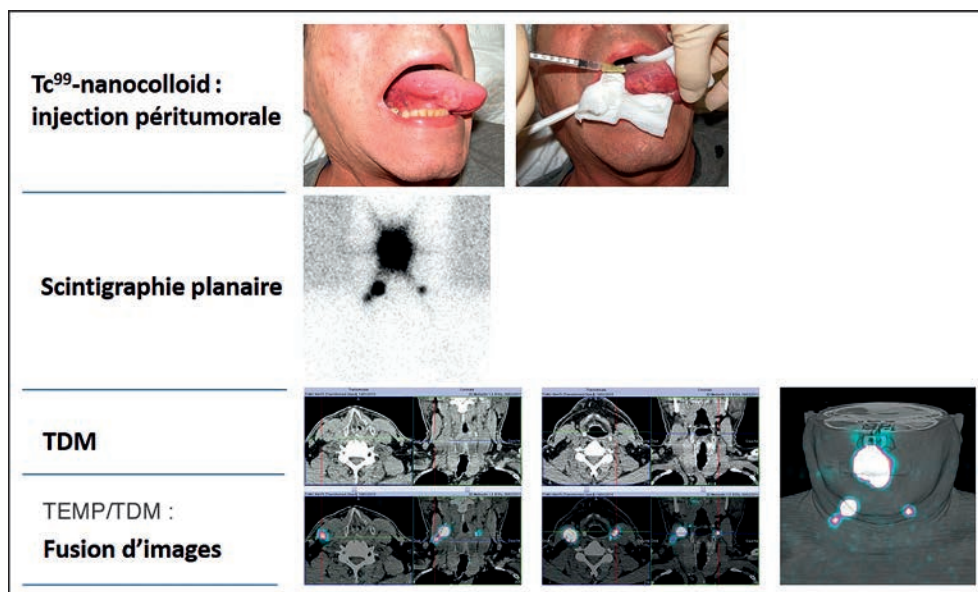 Tc⁹⁹-nanocolloid :
injection péritumorale
Scintigraphie planaire
TDM
TEMP/TDM :
Fusion d’images